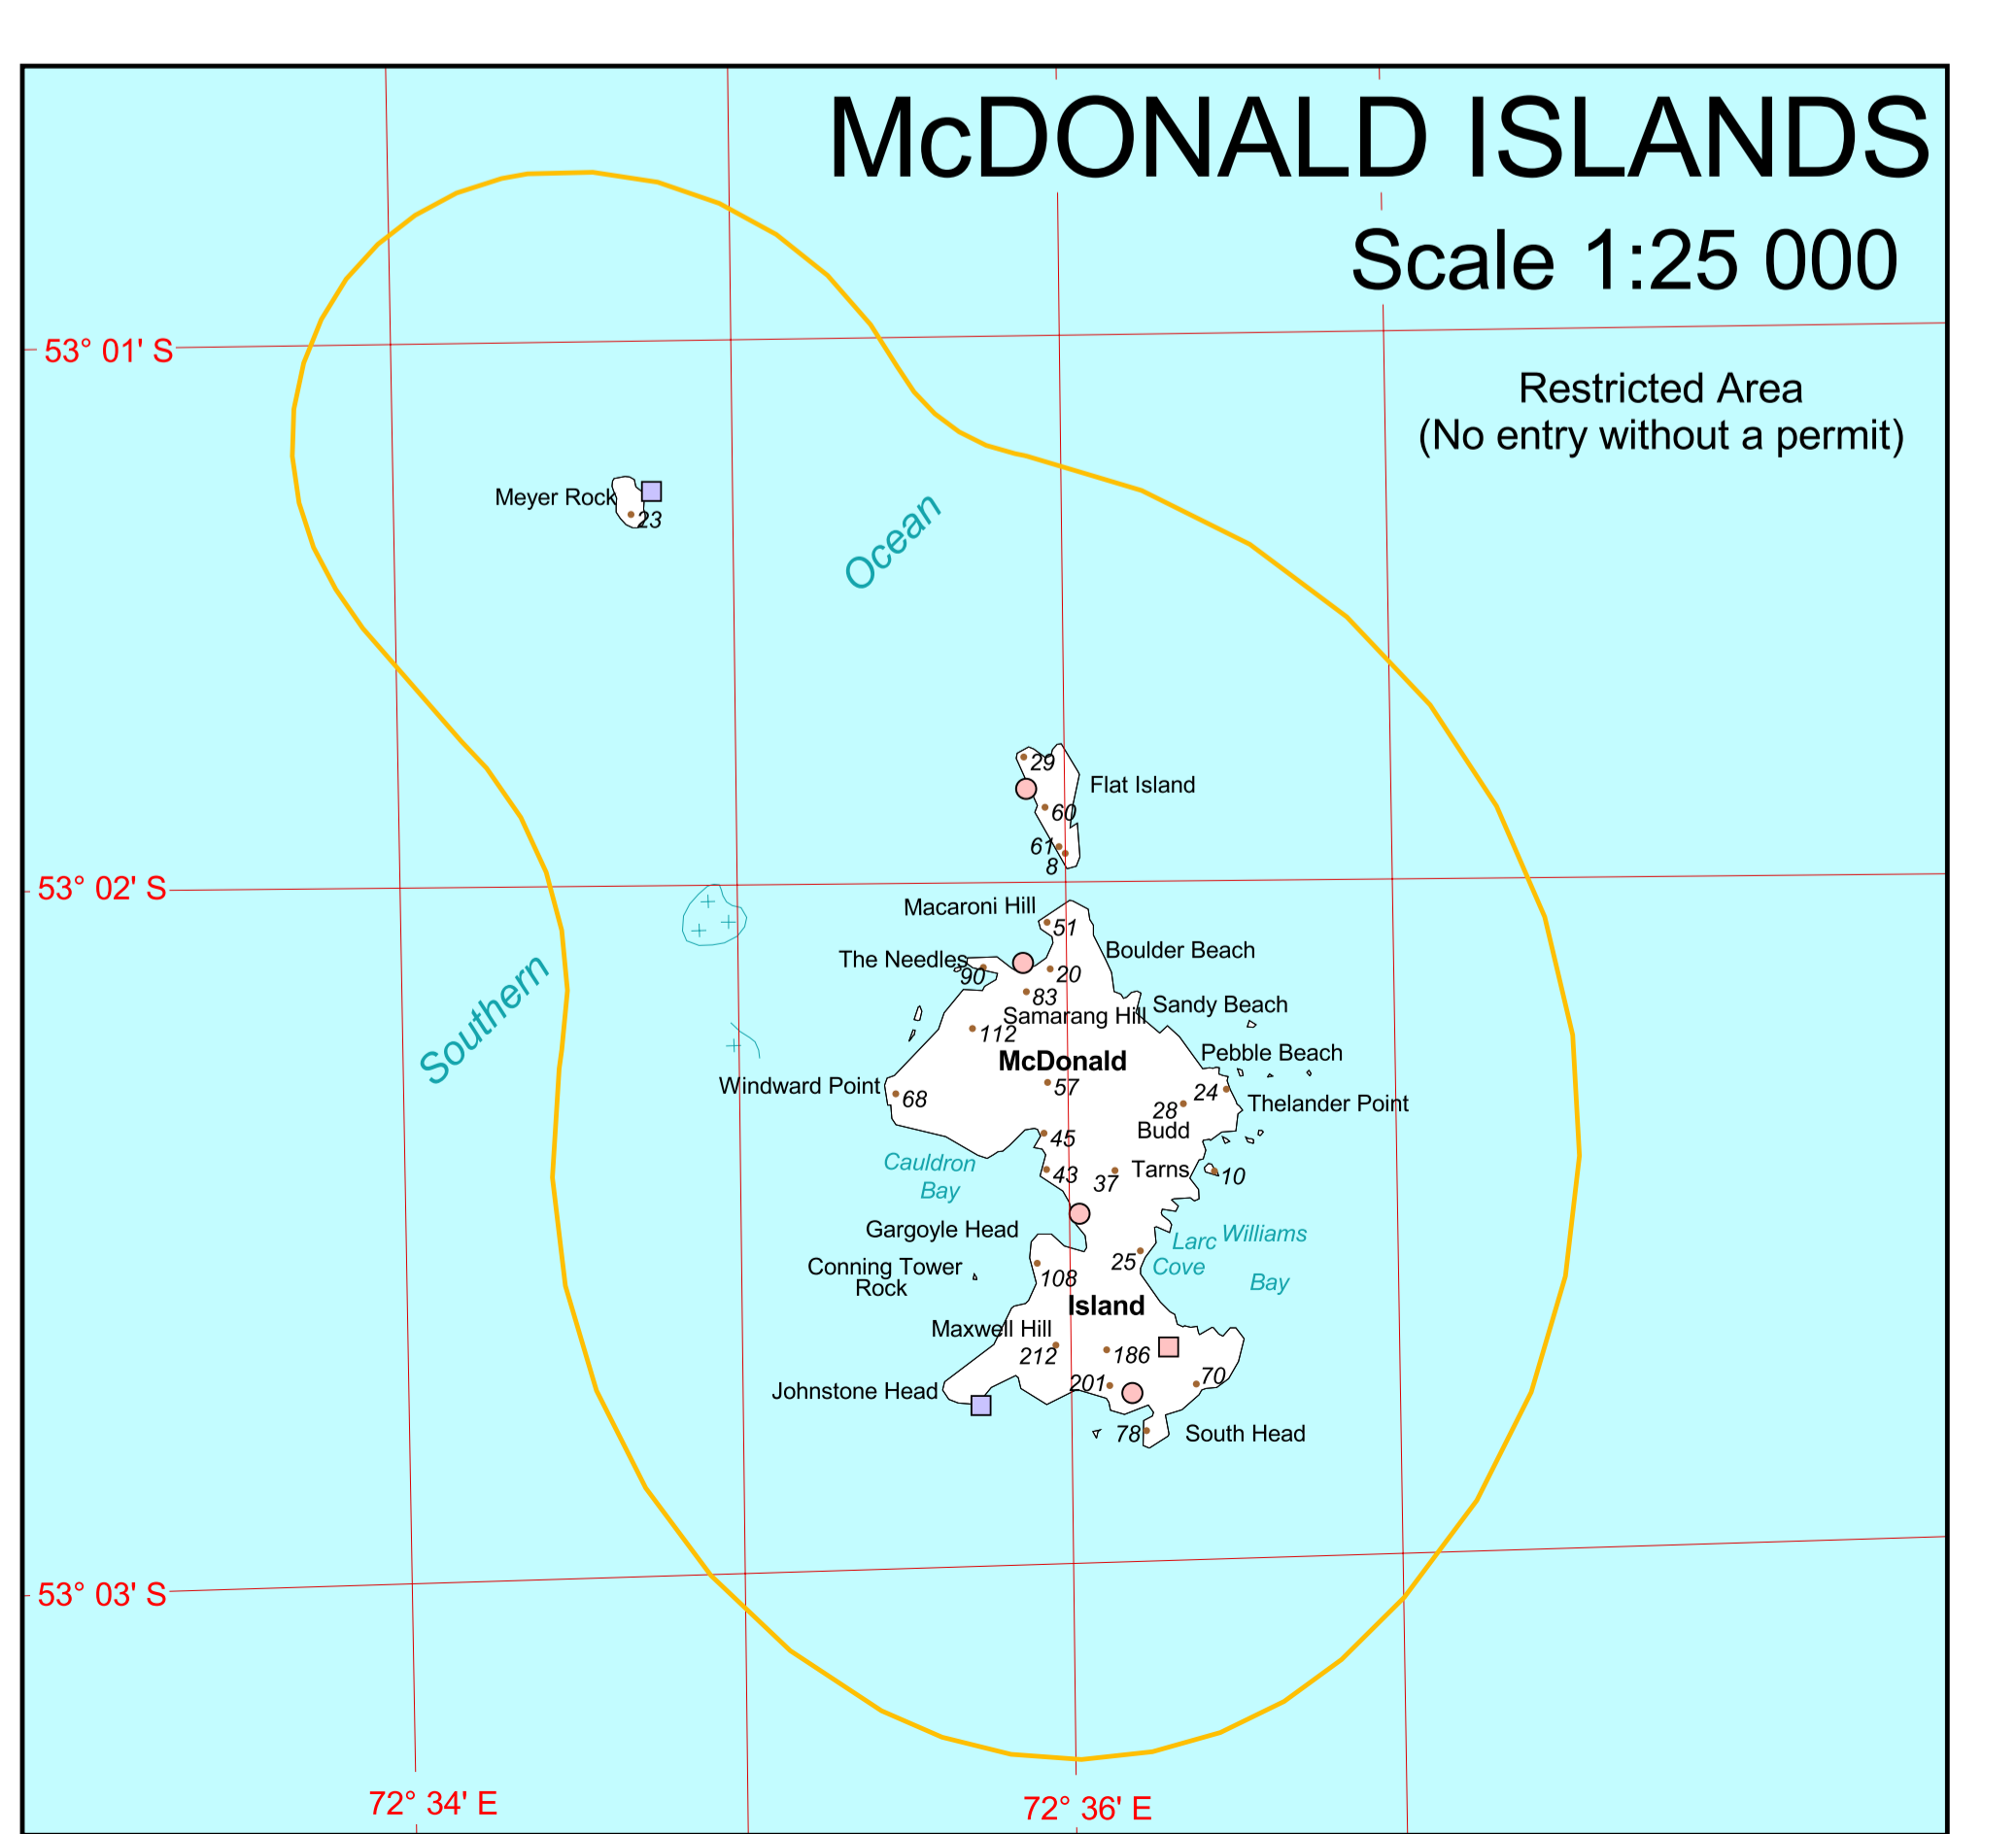 McDONALD ISLANDS
Scale 1:25 000
53° 01' S
Restricted Area
(No entry without a permit)
Meyer Rock
23
Ocean
29
Flat Island
60
61
8
53° 02' S
Macaroni Hill
51
Boulder Beach
The Needles
90
20
83
Sandy Beach
Samarang Hill
112
Southern
McDonald
Pebble Beach
Windward Point
68
57
24
28
Thelander Point
Budd
45
Cauldron
Bay
43
37
Tarns
10
Gargoyle Head
Larc
Williams
Conning Tower
Rock
108
25
Cove
Bay
Island
Maxwell Hill
212
186
Johnstone Head
201
70
78
South Head
53° 03' S
72° 34' E
72° 36' E